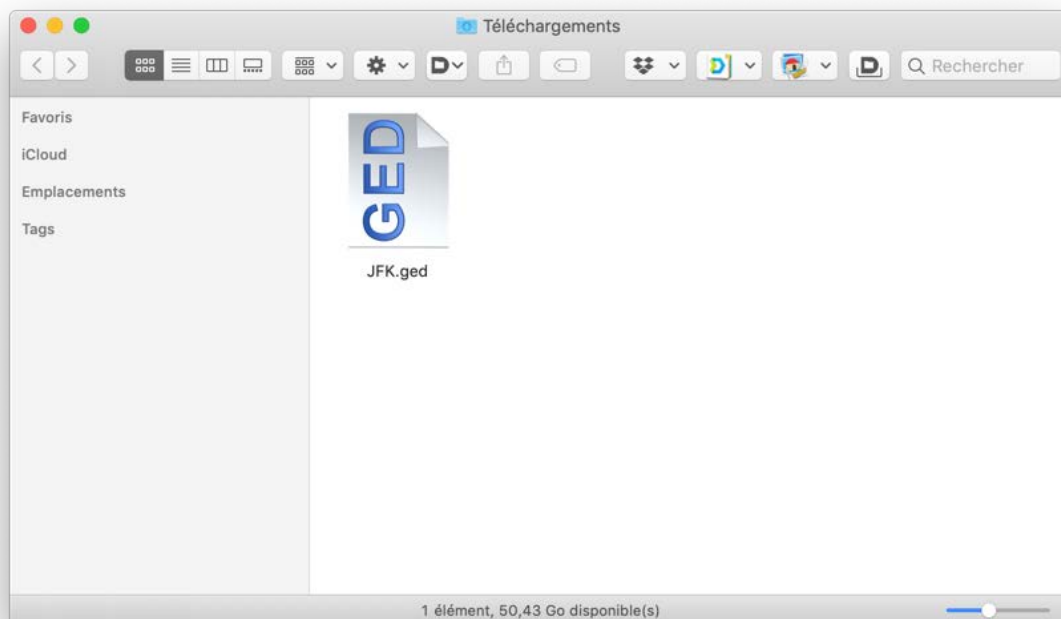 Téléchargements
Rechercher
Favoris
iCloud
Emplacements
Tags
GED
JFK.ged
1 élément, 50,43 Go disponible(s)